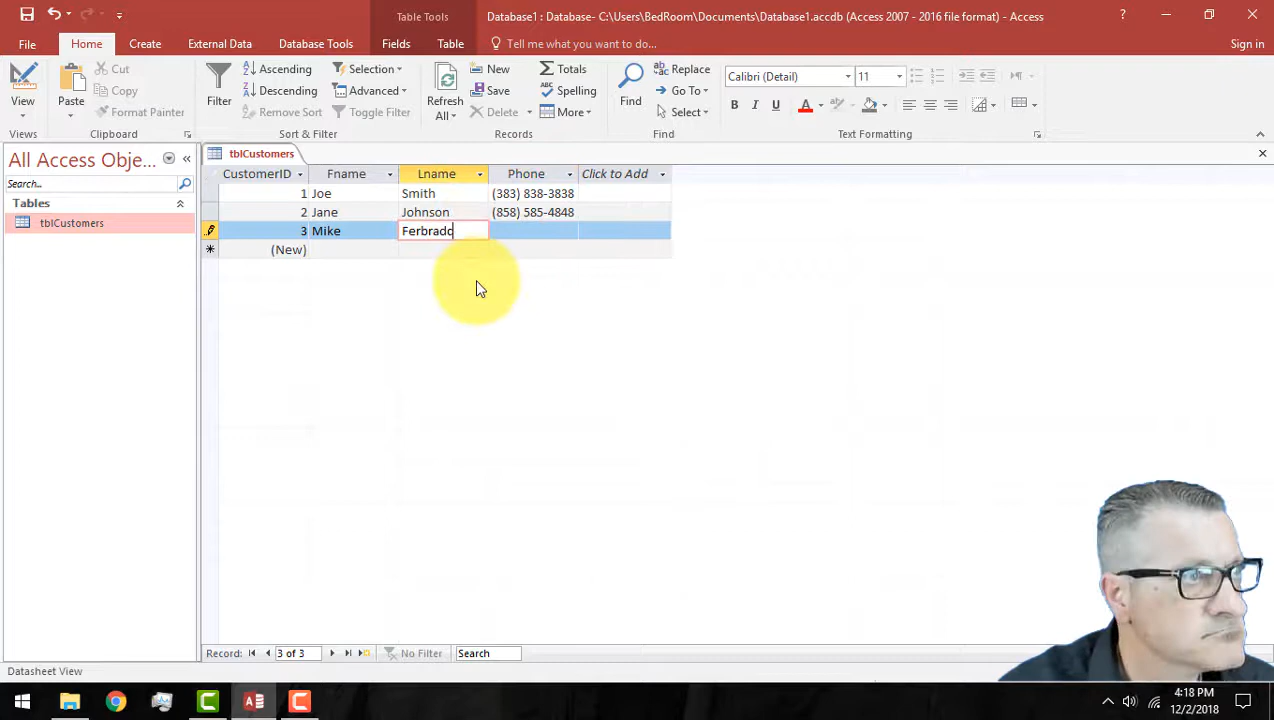 Table Tools
Database1 : Database- C:\Users\BedRoom\Documents\Database1.accdb (Access 2007 - 2016 file format) - Access
?
File Home Create External Data Database Tools Fields Table Tell me what you want to do... Sign in
View
Views
Paste
Cut
Copy
Format Painter
Clipboard
Filter
Ascending
Descending
Remove Sort
Selection
Advanced
Toggle Filter
Sort & Filter
Refresh
All
New
Save
Delete
Totals
Spelling
More
Records
Find
Replace
Go To
Select
Find
Calibri (Detail) 11
B I U A
Text Formatting
All Access Obje...
Search...
Tables
tblCustomers
tblCustomers
CustomerID Fname Lname Phone Click to Add
1 Joe Smith (383) 838-3838
2 Jane Johnson (858) 585-4848
3 Mike Ferbradd
(New)
Record: 3 of 3 No Filter Search
Datasheet View
4:18 PM
12/2/2018